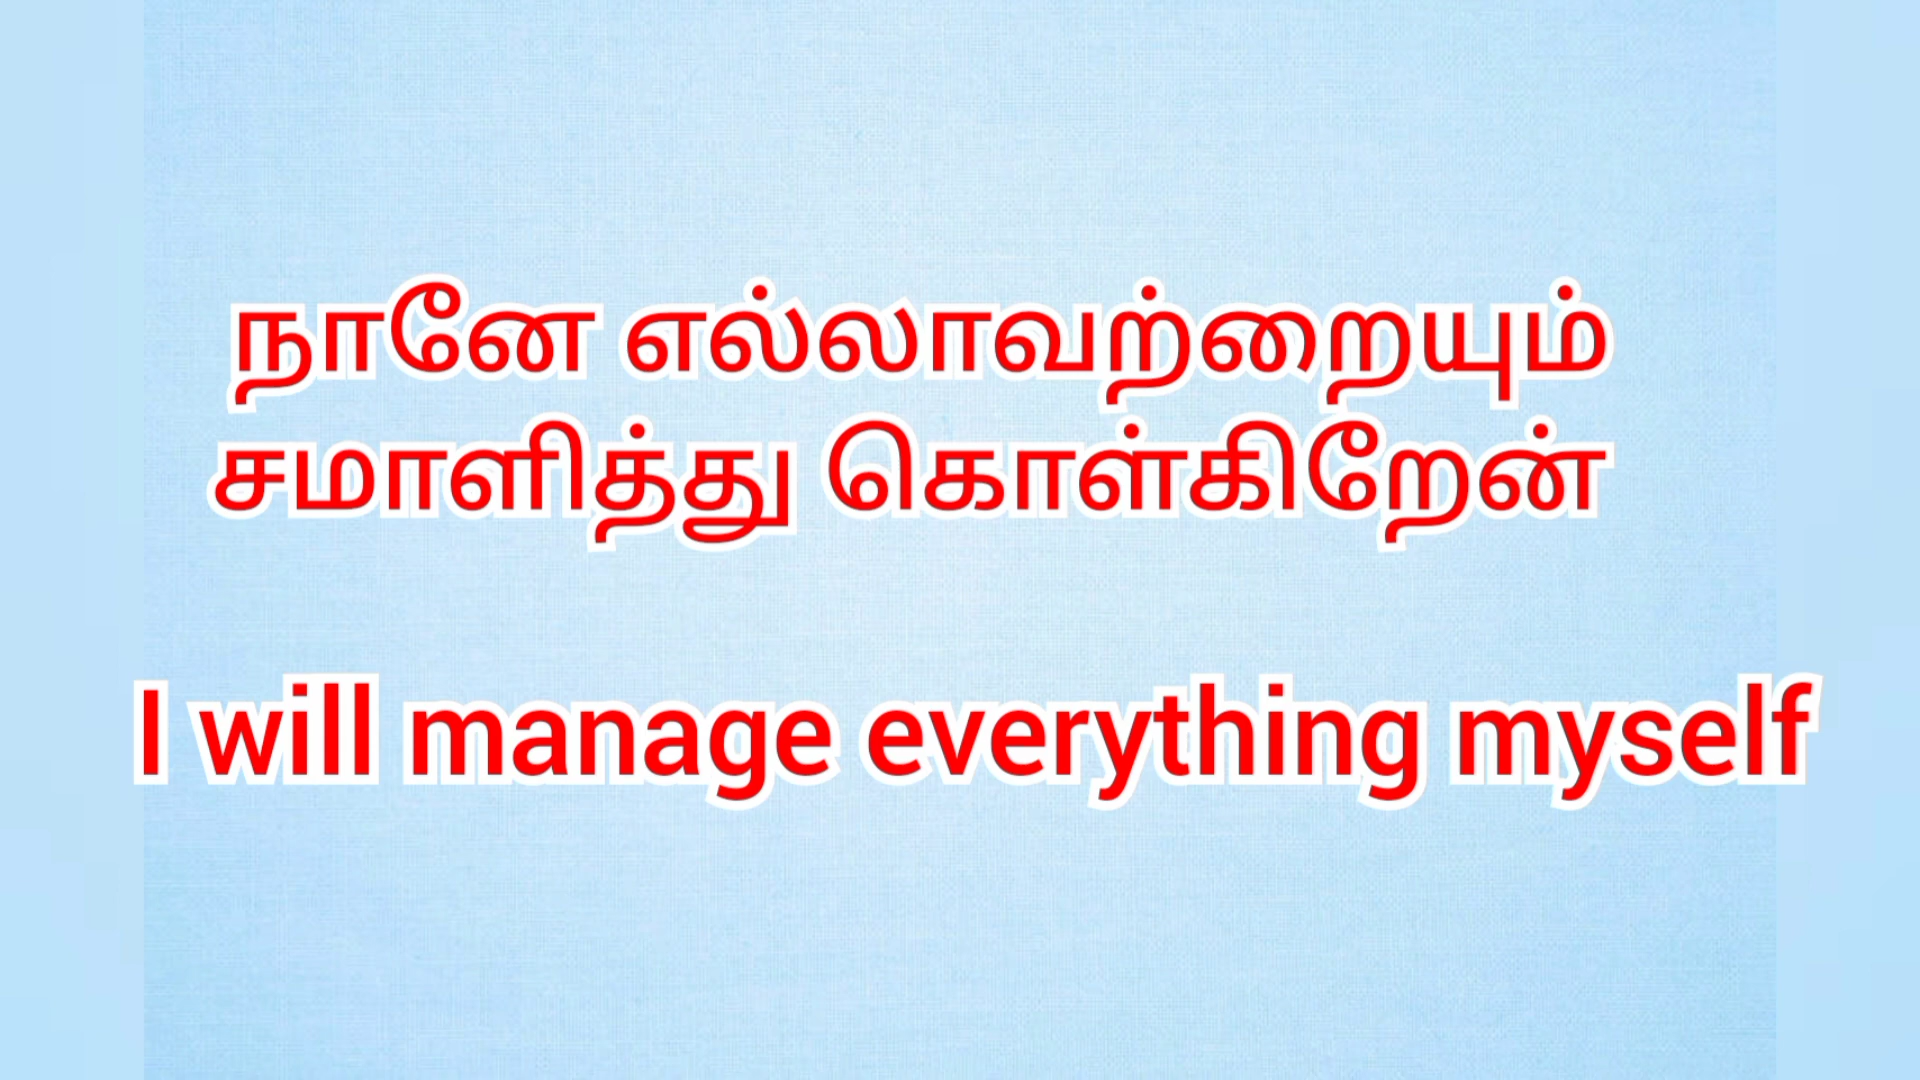 நானே எல்லாவற்றையும்
சமாளித்து கொள்கிறேன்
I will manage everything myself